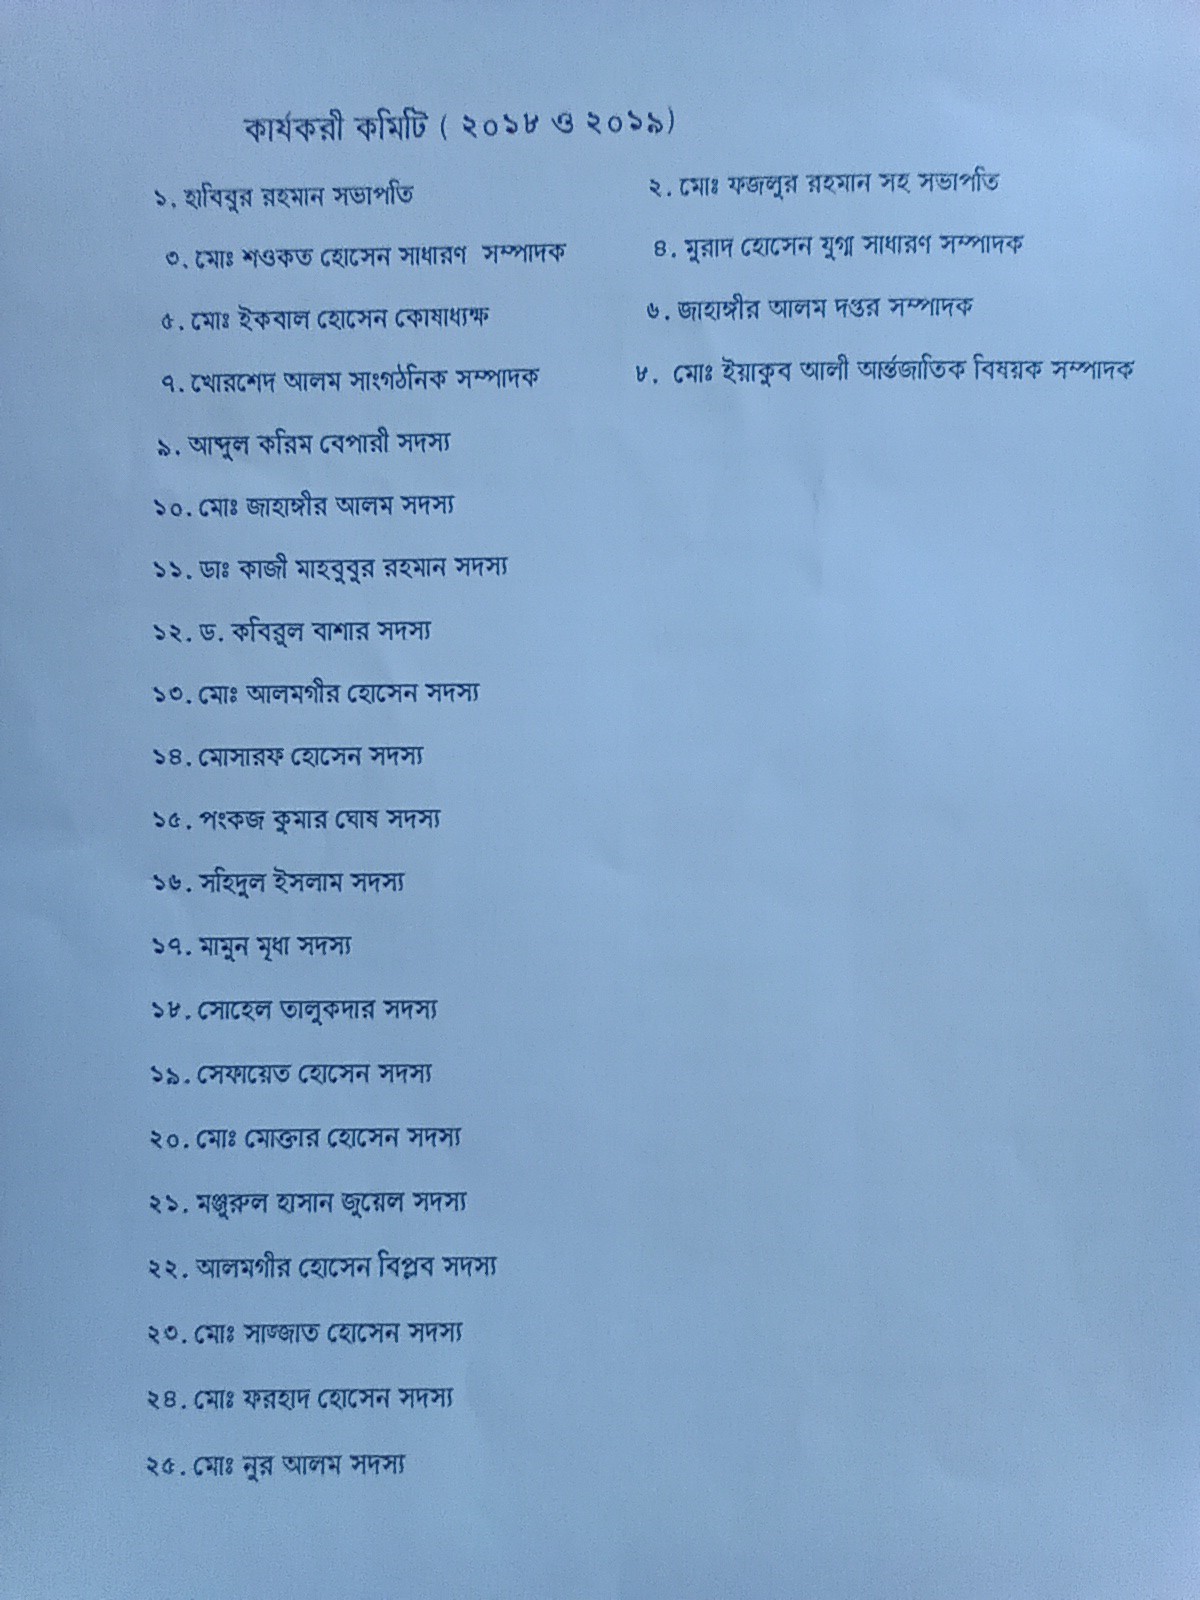 কার্যকরী কমিটি ( ২০১৮ ও ২০১৯)
১. হাবিবুর রহমান সভাপতি
২. মোঃ ফজলুর রহমান সহ সভাপতি
৩. মোঃ শওকত হোসেন সাধারণ সম্পাদক
৪. মুরাদ হোসেন যুগ্ম সাধারণ সম্পাদক
৫. মোঃ ইকবাল হোসেন কোষাধ্যক্ষ
৬. জাহাঙ্গীর আলম দপ্তর সম্পাদক
৭. খোরশেদ আলম সাংগঠনিক সম্পাদক
৮. মোঃ ইয়াকুব আলী আর্ন্তজাতিক বিষয়ক সম্পাদক
৯. আব্দুল করিম বেপারী সদস্য
১০. মোঃ জাহাঙ্গীর আলম সদস্য
১১. ডাঃ কাজী মাহবুবুর রহমান সদস্য
১২. ড. কবিরুল বাশার সদস্য
১৩. মোঃ আলমগীর হোসেন সদস্য
১৪. মোসারফ হোসেন সদস্য
১৫. পংকজ কুমার ঘোষ সদস্য
১৬. সহিদুল ইসলাম সদস্য
১৭. মামুন মৃধা সদস্য
১৮. সোহেল তালুকদার সদস্য
১৯. সেফায়েত হোসেন সদস্য
২০. মোঃ মোক্তার হোসেন সদস্য
২১. মঞ্জুরুল হাসান জুয়েল সদস্য
২২. আলমগীর হোসেন বিপ্লব সদস্য
২৩. মোঃ সাজ্জাত হোসেন সদস্য
২৪. মোঃ ফরহাদ হোসেন সদস্য
২৫. মোঃ নুর আলম সদস্য